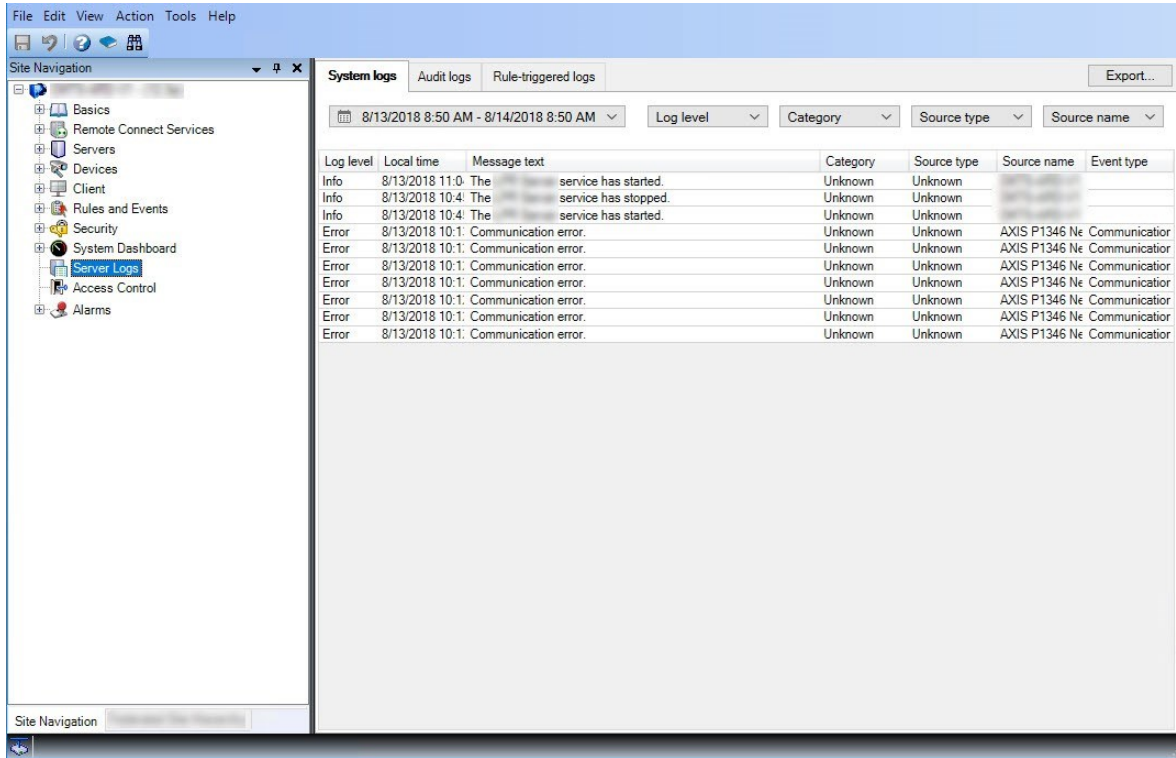 File Edit View Action Tools Help
Site Navigation
Basics
Remote Connect Services
Servers
Devices
Client
Rules and Events
Security
System Dashboard
Server Logs
Access Control
Alarms
Site Navigation
System logs Audit logs Rule-triggered logs Export...
8/13/2018 8:50 AM - 8/14/2018 8:50 AM Log level Category Source type Source name
Log level Local time Message text Category Source type Source name Event type
Info 8/13/2018 11:0 The service has started. Unknown Unknown
Info 8/13/2018 10:4 The service has stopped. Unknown Unknown
Info 8/13/2018 10:4 The service has started. Unknown Unknown
Error 8/13/2018 10:1 Communication error. Unknown Unknown AXIS P1346 Ne Communication
Error 8/13/2018 10:1 Communication error. Unknown Unknown AXIS P1346 Ne Communication
Error 8/13/2018 10:1 Communication error. Unknown Unknown AXIS P1346 Ne Communication
Error 8/13/2018 10:1 Communication error. Unknown Unknown AXIS P1346 Ne Communication
Error 8/13/2018 10:1 Communication error. Unknown Unknown AXIS P1346 Ne Communication
Error 8/13/2018 10:1 Communication error. Unknown Unknown AXIS P1346 Ne Communication
Error 8/13/2018 10:1 Communication error. Unknown Unknown AXIS P1346 Ne Communication